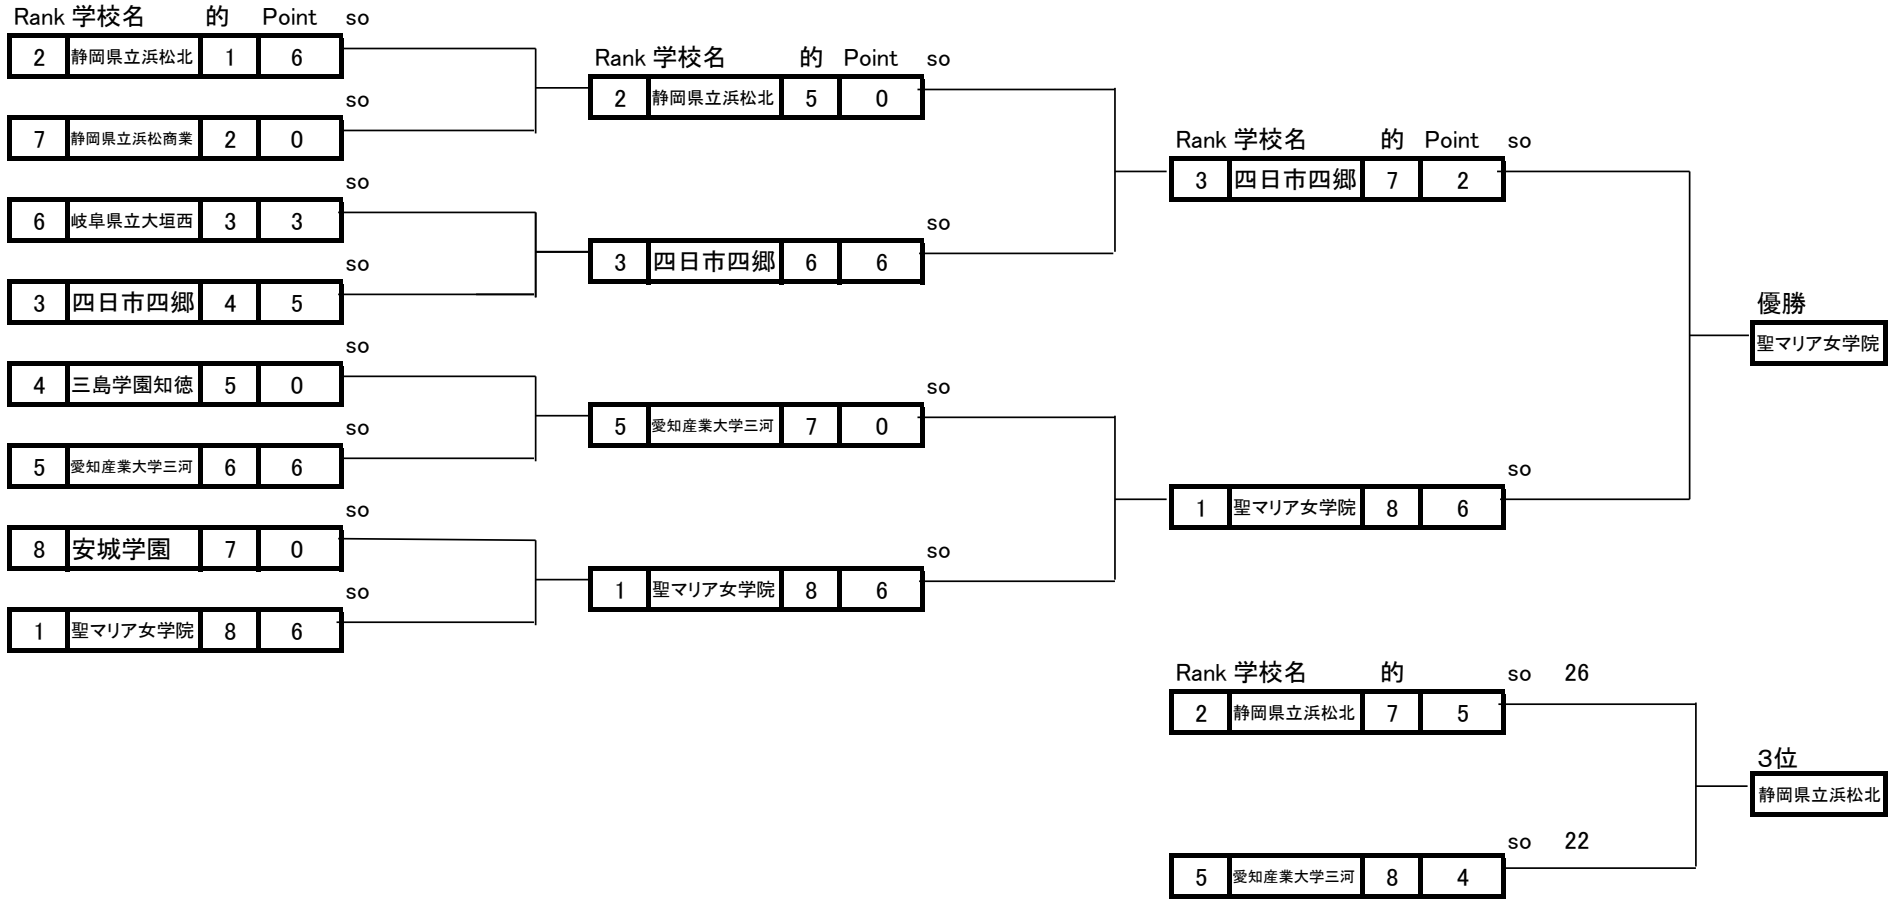 Rank 学校名 的 Point so
2 静岡県立浜松北 1 6
so
7 静岡県立浜松商業 2 0
so
6 岐阜県立大垣西 3 3
so
3 四日市四郷 4 5
so
4 三島学園知徳 5 0
so
5 愛知産業大学三河 6 6
so
8 安城学園 7 0
so
1 聖マリア女学院 8 6
Rank 学校名 的 Point so
2 静岡県立浜松北 5 0
so
3 四日市四郷 6 6
so
5 愛知産業大学三河 7 0
so
1 聖マリア女学院 8 6
Rank 学校名 的 Point so
3 四日市四郷 7 2
so
1 聖マリア女学院 8 6
優勝
聖マリア女学院
Rank 学校名 的 so 26
2 静岡県立浜松北 7 5
so 22
5 愛知産業大学三河 8 4
3位
静岡県立浜松北